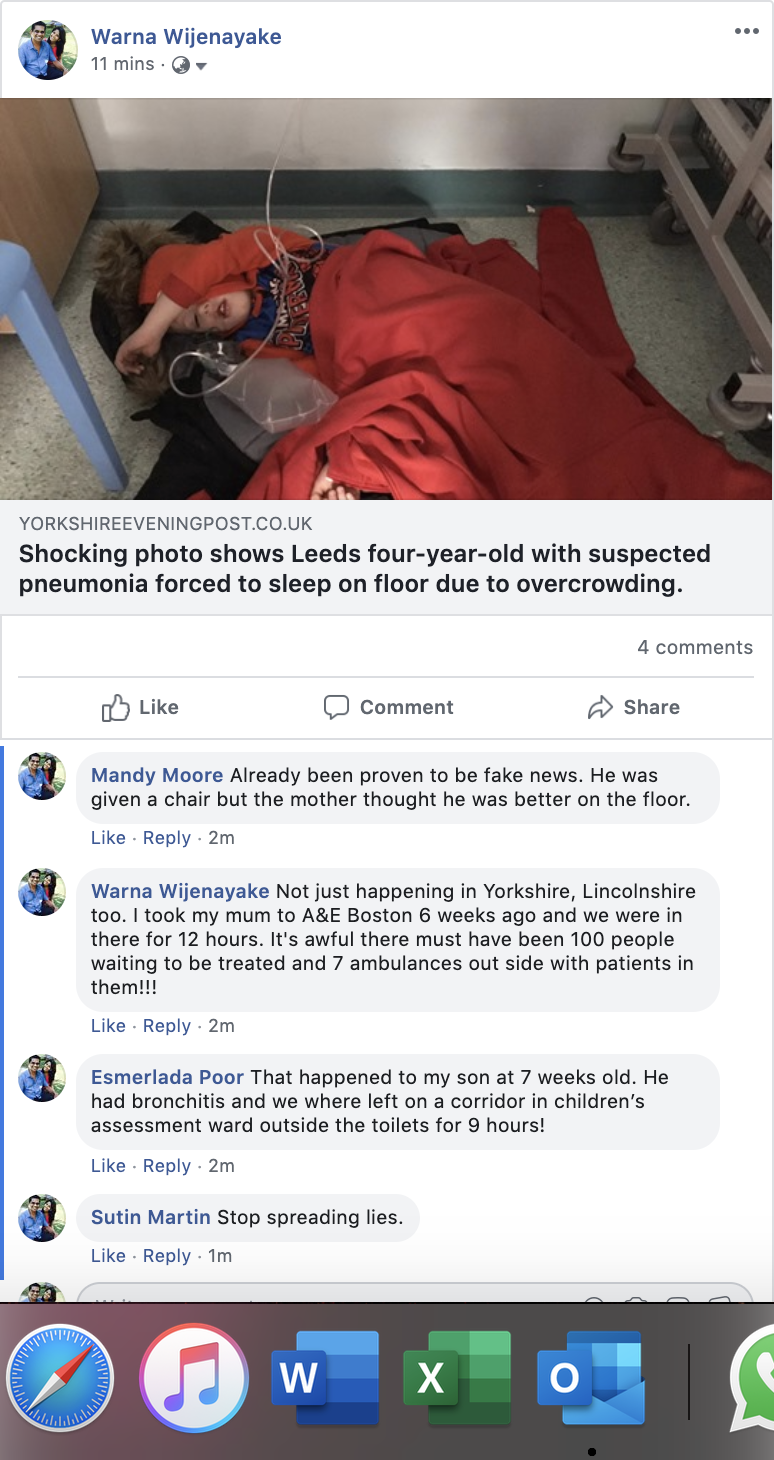 Warna Wijenayake
11 mins ·
YORKSHIREEVENINGPOST.CO.UK
Shocking photo shows Leeds four-year-old with suspected
pneumonia forced to sleep on floor due to overcrowding.
4 comments
Like
Comment
Share
Mandy Moore Already been proven to be fake news. He was
given a chair but the mother thought he was better on the floor.
Like · Reply · 2m
Warna Wijenayake Not just happening in Yorkshire, Lincolnshire
too. I took my mum to A&E Boston 6 weeks ago and we were in
there for 12 hours. It's awful there must have been 100 people
waiting to be treated and 7 ambulances out side with patients in
them!!!
Like · Reply · 2m
Esmerlada Poor That happened to my son at 7 weeks old. He
had bronchitis and we where left on a corridor in children’s
assessment ward outside the toilets for 9 hours!
Like · Reply · 2m
Sutin Martin Stop spreading lies.
Like · Reply · 1m
W
X
O